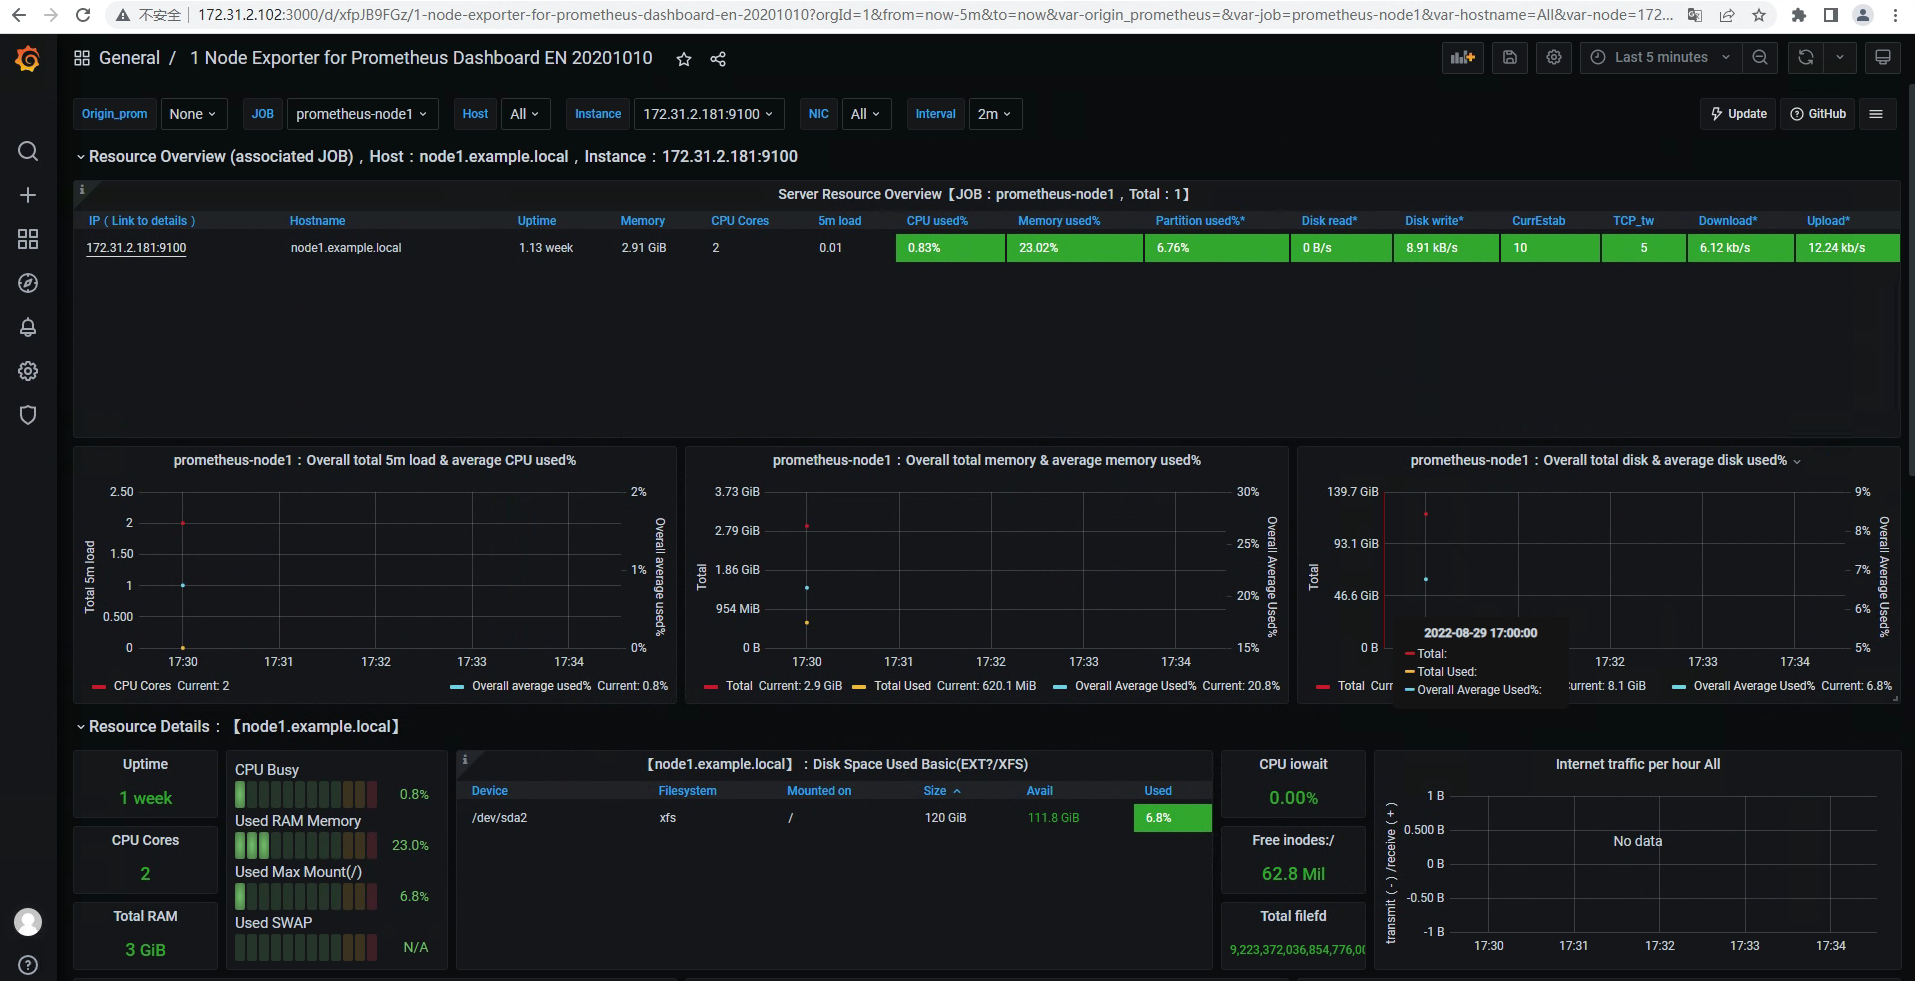 不安全 172.31.2.102:3000/d/xfpJB9FGz/1-node-exporter-for-prometheus-dashboard-en-20201010?orgId=1&from=now-5m&to=now&var-origin_prometheus=&var-job=prometheus-node1&var-hostname=All&var-node=172...
General / 1 Node Exporter for Prometheus Dashboard EN 20201010
Last 5 minutes
Origin_prom None JOB prometheus-node1 Host All Instance 172.31.2.181:9100 NIC All Interval 2m Update GitHub
Resource Overview (associated JOB)，Host：node1.example.local，Instance：172.31.2.181:9100
Server Resource Overview【JOB：prometheus-node1，Total：1】
IP（Link to details） Hostname Uptime Memory CPU Cores 5m load CPU used% Memory used% Partition used%* Disk read* Disk write* CurrEstab TCP_tw Download* Upload*
172.31.2.181:9100 node1.example.local 1.13 week 2.91 GiB 2 0.01 0.83% 23.02% 6.76% 0 B/s 8.91 kB/s 10 5 6.12 kb/s 12.24 kb/s
prometheus-node1：Overall total 5m load & average CPU used%
Total 5m load
2.50
2
1.50
1
0.500
0
2%
1%
0%
Overall average used%
17:30 17:31 17:32 17:33 17:34
CPU Cores Current: 2 Overall average used% Current: 0.8%
prometheus-node1：Overall total memory & average memory used%
Total
3.73 GiB
2.79 GiB
1.86 GiB
954 MiB
0 B
30%
25%
20%
15%
Overall Average Used%
17:30 17:31 17:32 17:33 17:34
Total Current: 2.9 GiB Total Used Current: 620.1 MiB Overall Average Used% Current: 20.8%
prometheus-node1：Overall total disk & average disk used%
Total
139.7 GiB
93.1 GiB
46.6 GiB
0 B
9%
8%
7%
6%
5%
Overall Average Used%
2022-08-29 17:00:00
Total:
Total Used:
Overall Average Used%:
17:32 17:33 17:34
Total Curr urrent: 8.1 GiB Overall Average Used% Current: 6.8%
Resource Details：【node1.example.local】
Uptime
1 week
CPU Cores
2
Total RAM
3 GiB
CPU Busy
0.8%
Used RAM Memory
23.0%
Used Max Mount(/)
6.8%
Used SWAP
N/A
【node1.example.local】：Disk Space Used Basic(EXT?/XFS)
Device Filesystem Mounted on Size Avail Used
/dev/sda2 xfs / 120 GiB 111.8 GiB 6.8%
CPU iowait
0.00%
Free inodes:/
62.8 Mil
Total filefd
9,223,372,036,854,776,00
Internet traffic per hour All
transmit（-）/receive（+）
1 B
0.500 B
0 B
-0.50 B
-1 B
No data
17:30 17:31 17:32 17:33 17:34